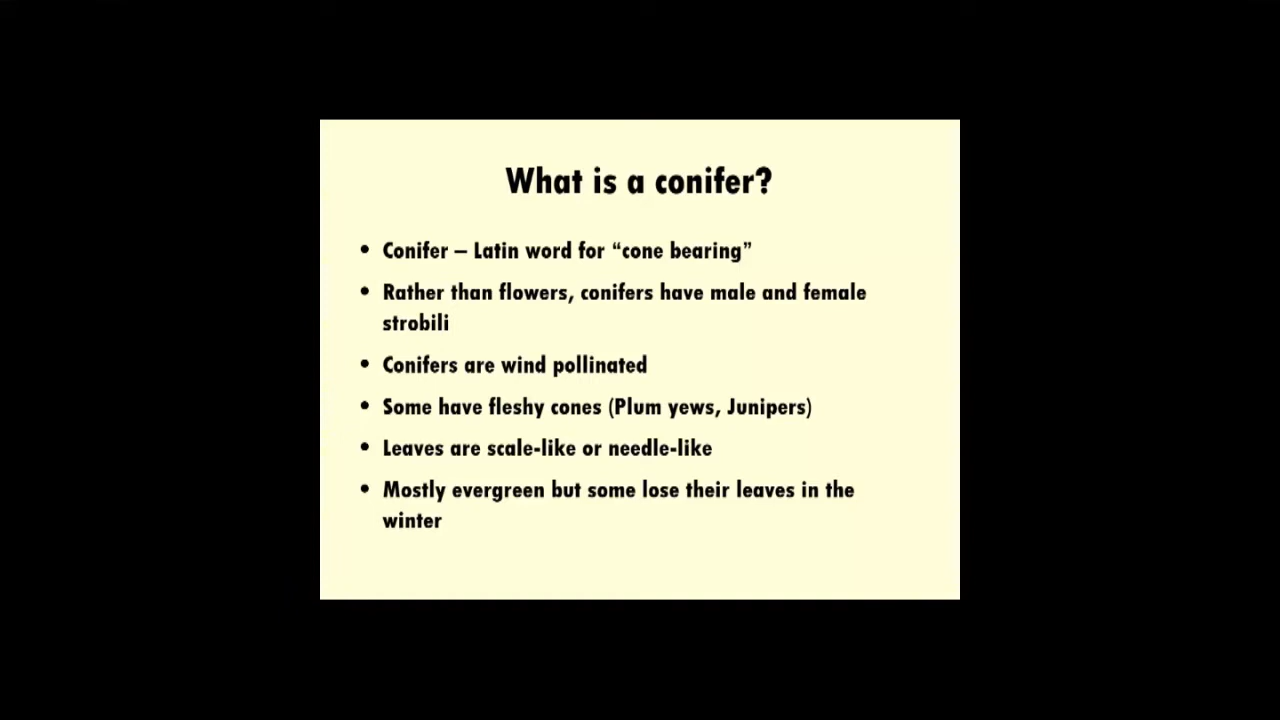 What is a conifer?
• Conifer – Latin word for “cone bearing”
• Rather than flowers, conifers have male and female
strobili
• Conifers are wind pollinated
• Some have fleshy cones (Plum yews, Junipers)
• Leaves are scale-like or needle-like
• Mostly evergreen but some lose their leaves in the
winter